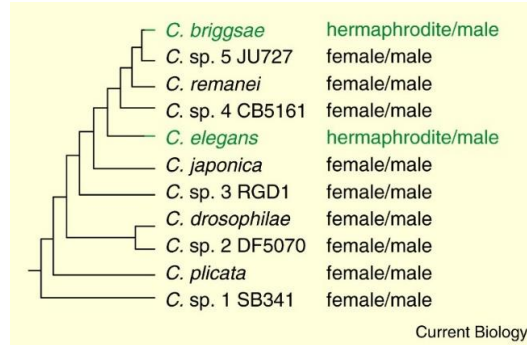 C. briggsae hermaphrodite/male
C. sp. 5 JU727 female/male
C. remanei female/male
C. sp. 4 CB5161 female/male
C. elegans hermaphrodite/male
C. japonica female/male
C. sp. 3 RGD1 female/male
C. drosophilae female/male
C. sp. 2 DF5070 female/male
C. plicata female/male
C. sp. 1 SB341 female/male
Current Biology